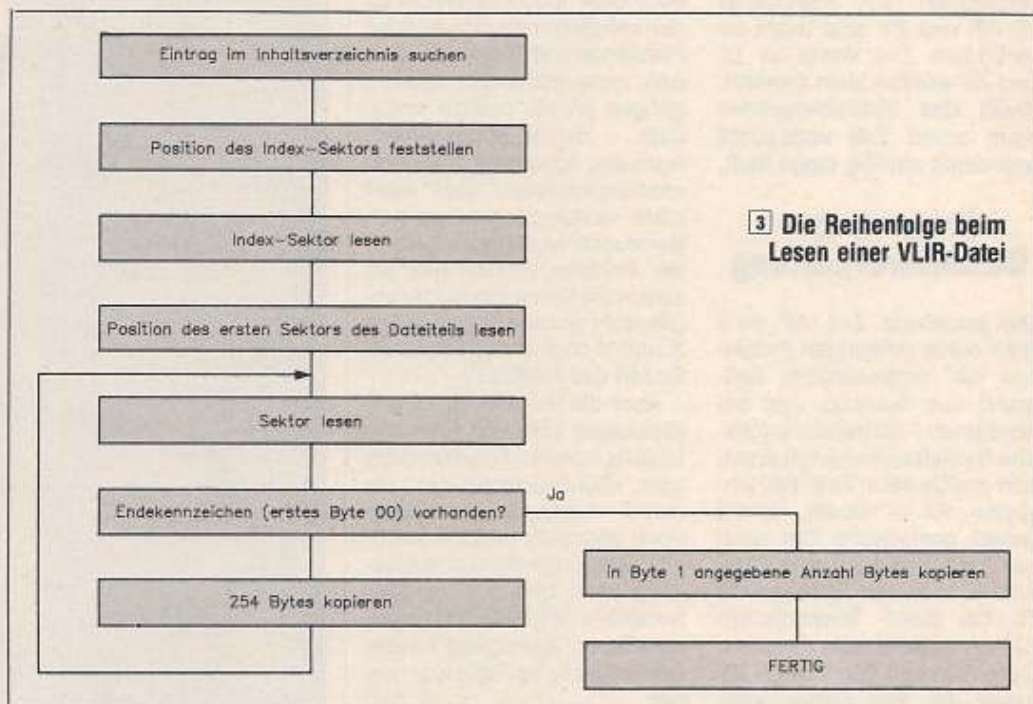 Eintrag im Inhaltsverzeichnis suchen
Position des Index-Sektors feststellen
Index-Sektor lesen
3 Die Reihenfolge beim
Lesen einer VLIR-Datei
Position des ersten Sektors des Dateiteils lesen
Sektor lesen
Endekennzeichen (erstes Byte 00) vorhanden?
Ja
254 Bytes kopieren
in Byte 1 angegebene Anzahl Bytes kopieren
FERTIG